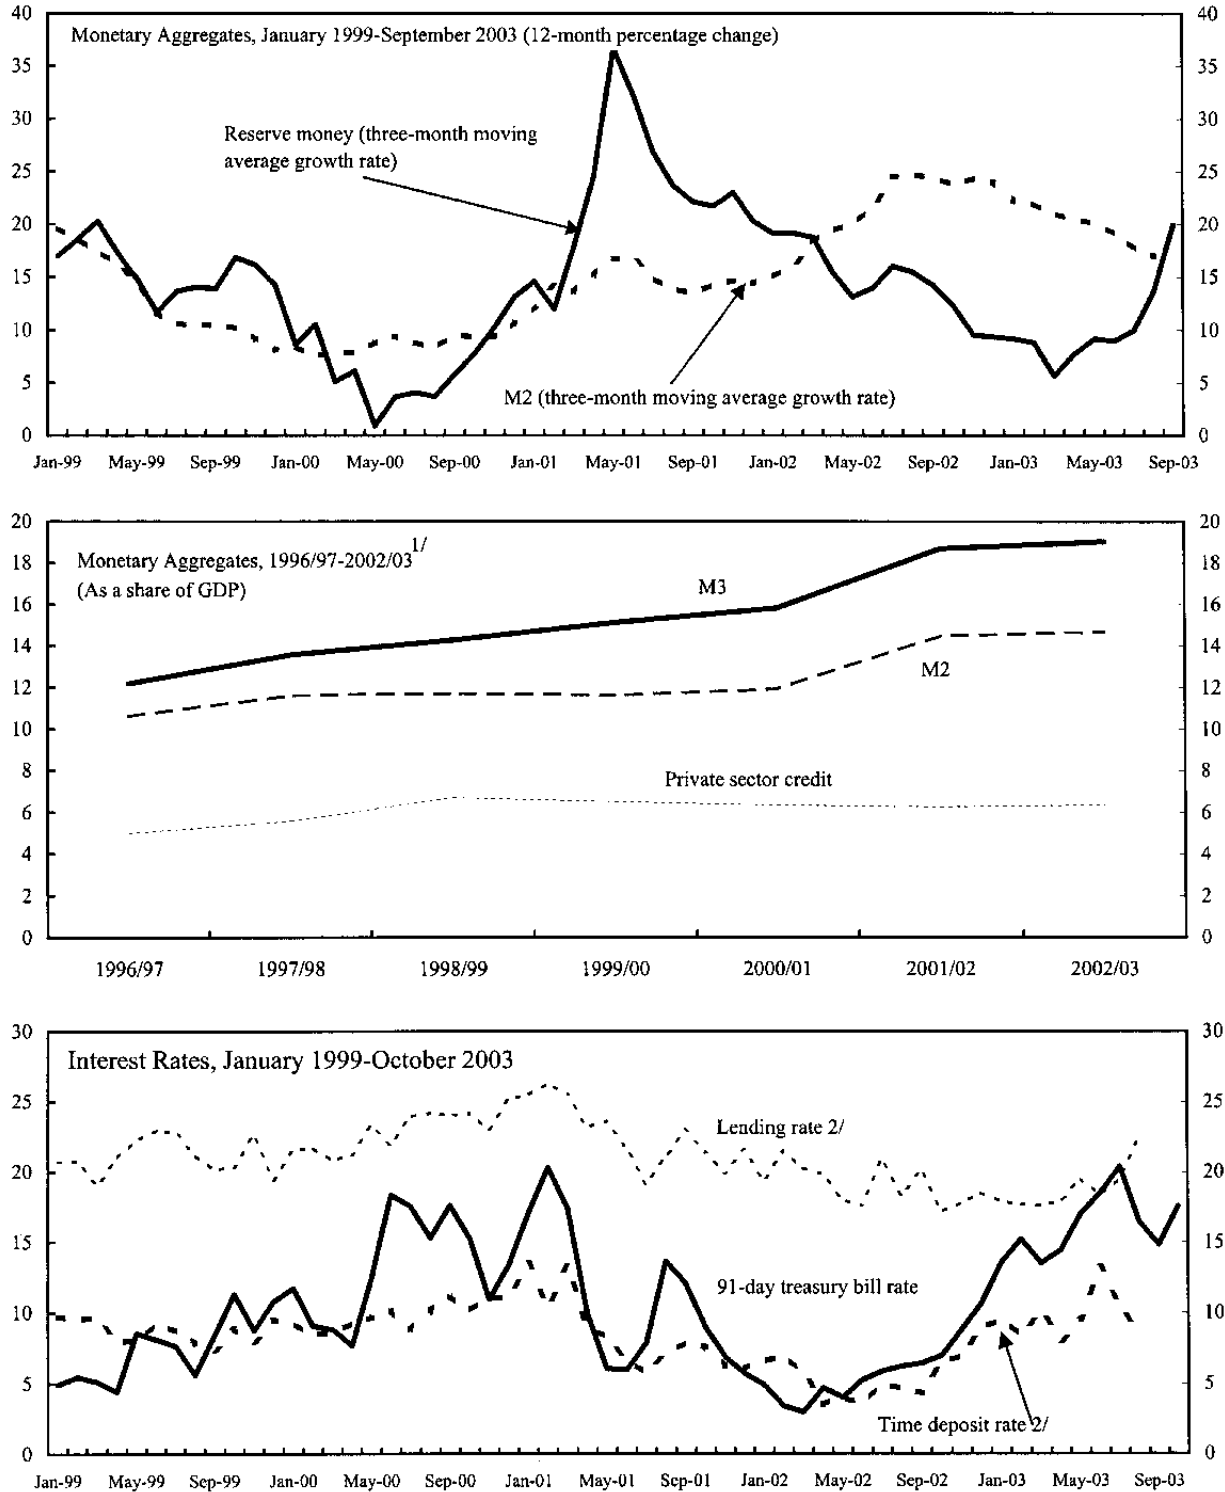 40 40
Monetary Aggregates, January 1999-September 2003 (12-month percentage change)
35 35
30 30
Reserve money (three-month moving
average growth rate)
25 25
20 20
15 15
10 10
5 5
M2 (three-month moving average growth rate)
0 0
Jan-99 May-99 Sep-99 Jan-00 May-00 Sep-00 Jan-01 May-01 Sep-01 Jan-02 May-02 Sep-02 Jan-03 May-03 Sep-03
20 20
Monetary Aggregates, 1996/97-2002/03 1/
(As a share of GDP)
18 18
M3
16 16
14 14
M2
12 12
10 10
8 8
Private sector credit
6 6
4 4
2 2
0 0
1996/97 1997/98 1998/99 1999/00 2000/01 2001/02 2002/03
30 30
Interest Rates, January 1999-October 2003
25 25
Lending rate 2/
20 20
15 15
91-day treasury bill rate
10 10
5 5
Time deposit rate 2/
0 0
Jan-99 May-99 Sep-99 Jan-00 May-00 Sep-00 Jan-01 May-01 Sep-01 Jan-02 May-02 Sep-02 Jan-03 May-03 Sep-03